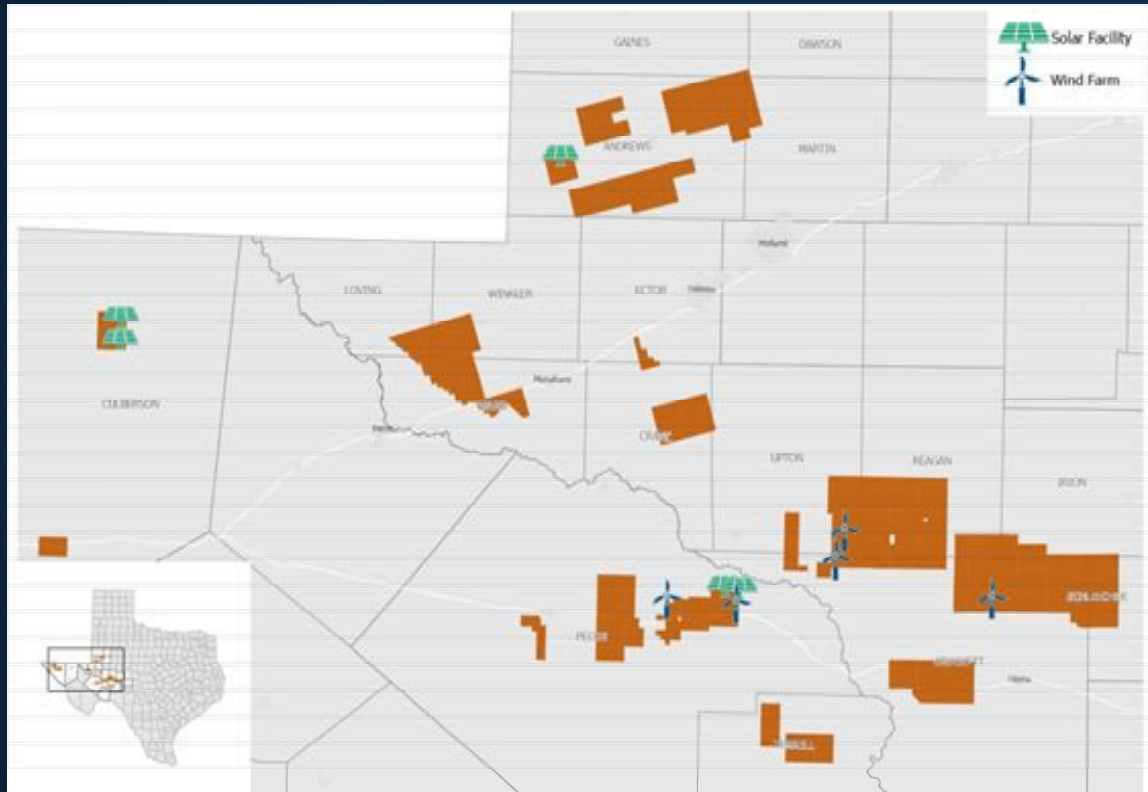 Solar Facility
Wind Farm
GAINES
DAWSON
ANDREWS
MARTIN
Midland
Odessa
LOVING
WINKLER
ECTOR
Monahans
CULBERSON
CRANE
UPTON
REAGAN
IRION
PECOS
CROCKETT
Ozona
TERRELL